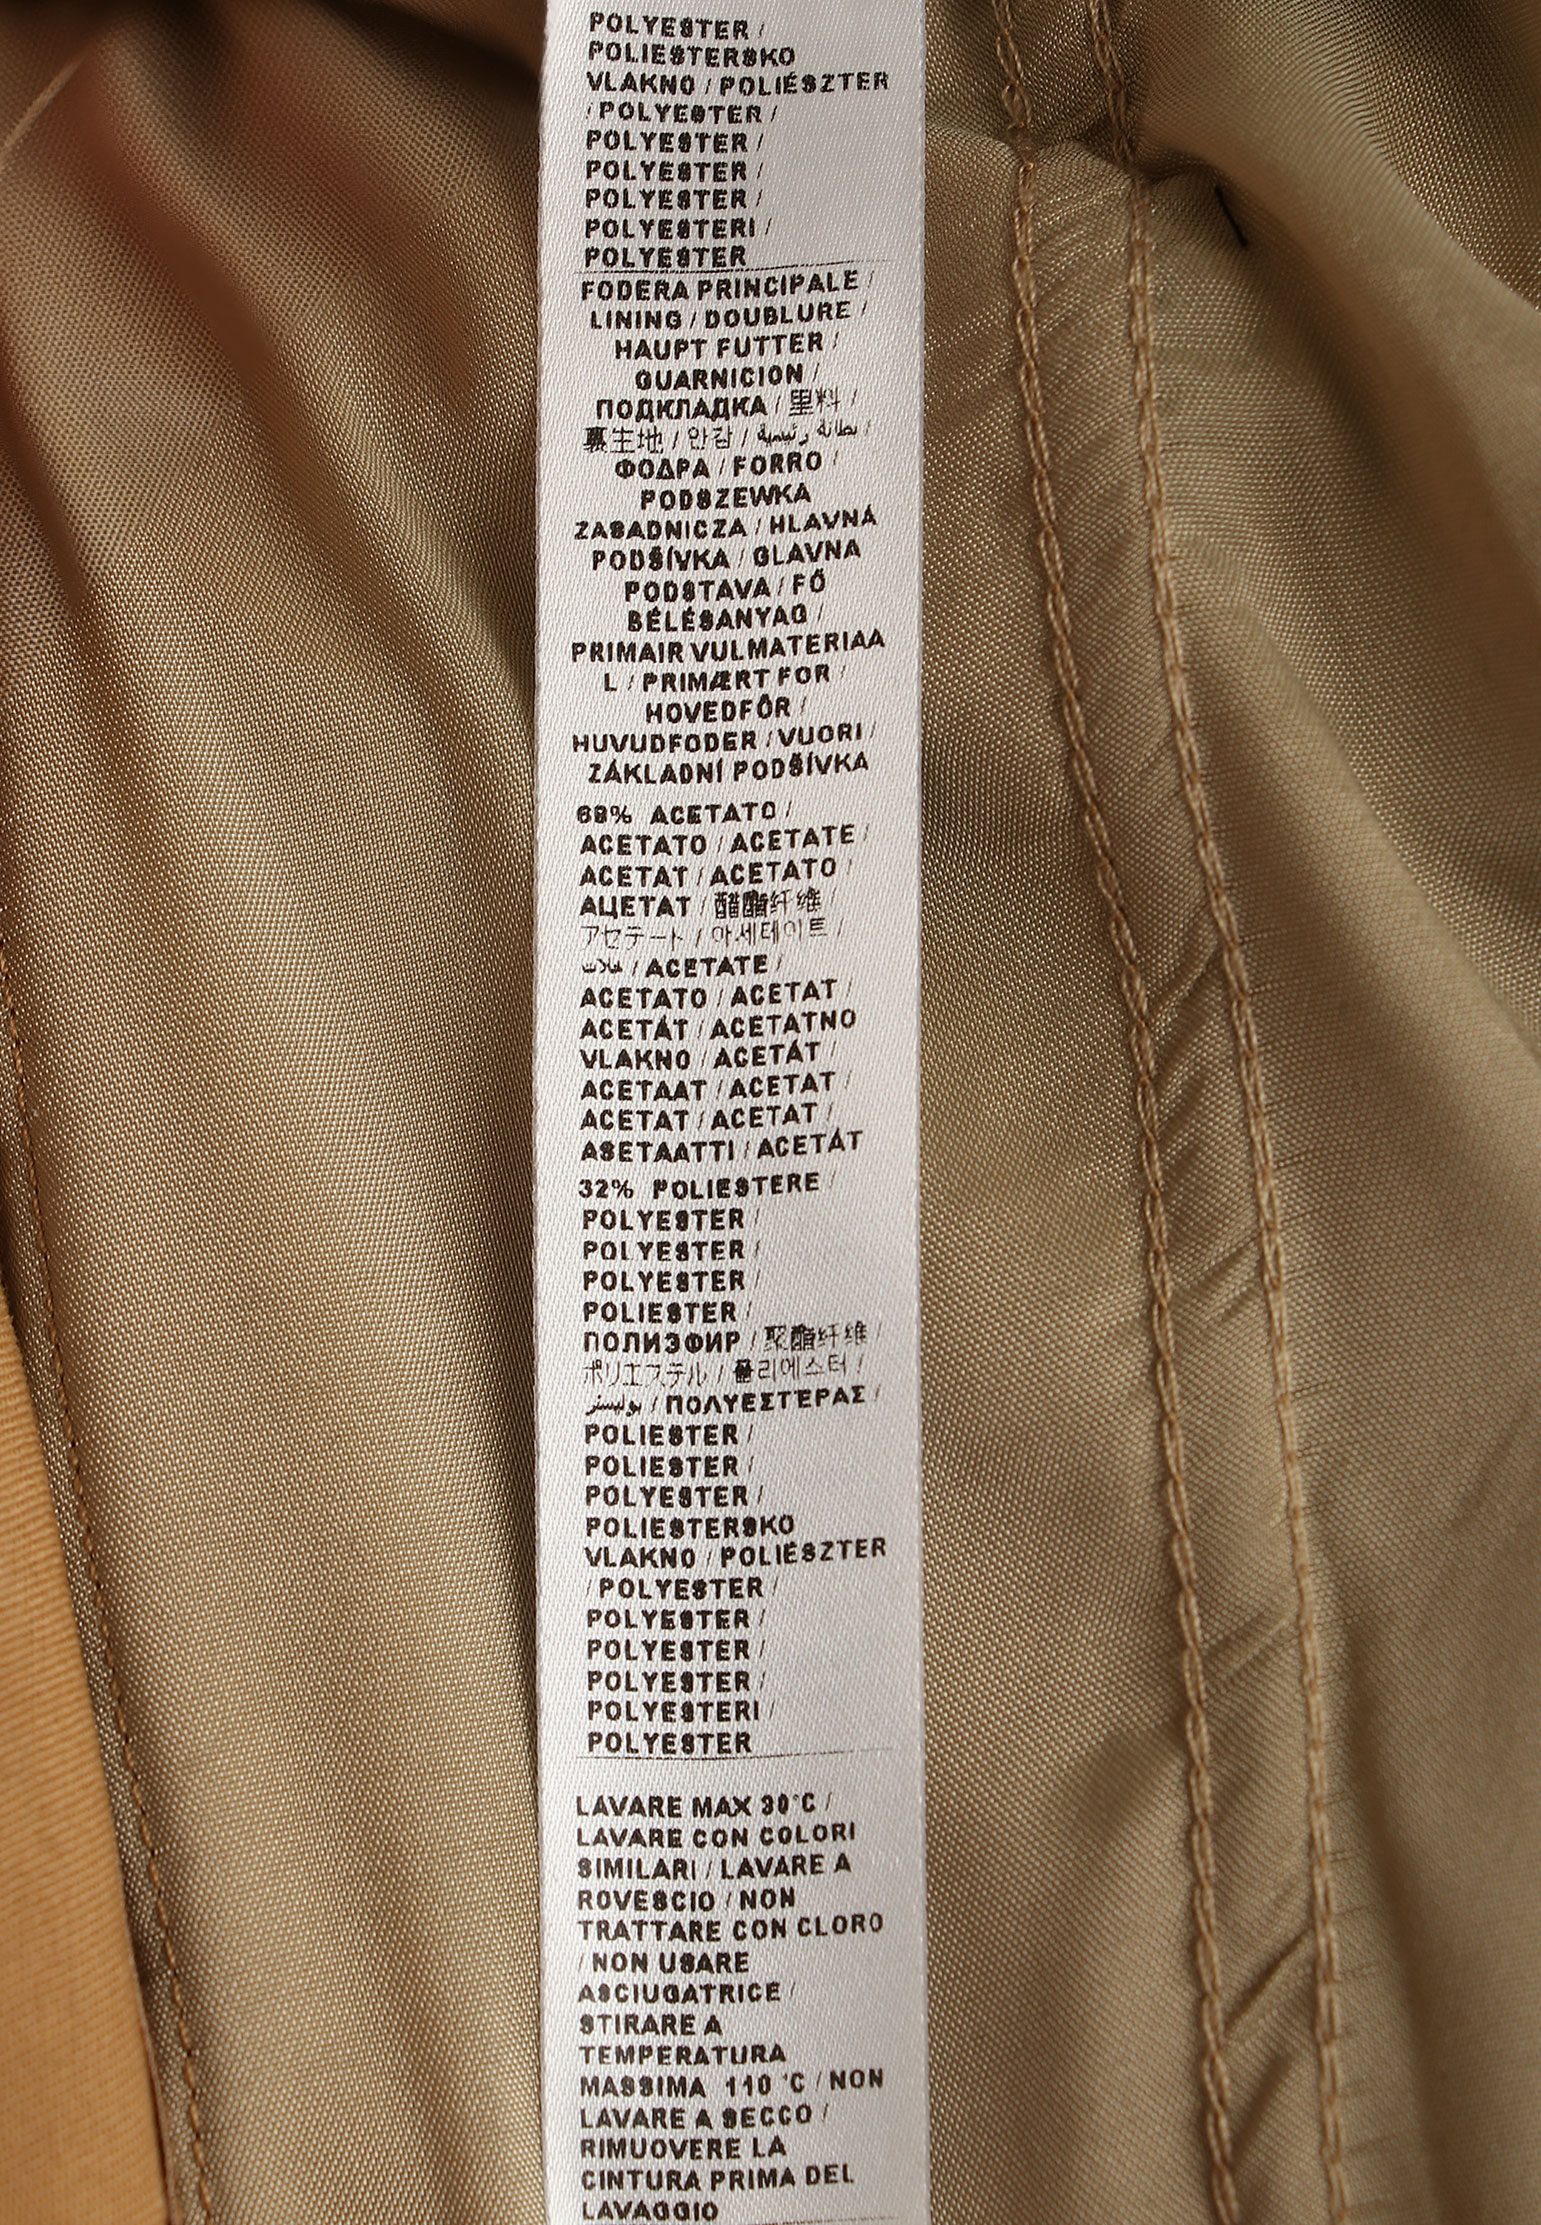 POLYESTER /
POLIESTERSKO
VLAKNO / POLIÉSZTER
/ POLYESTER /
POLYESTER /
POLYESTER /
POLYESTER /
POLYESTERI /
POLYESTER
FODERA PRINCIPALE /
LINING / DOUBLURE /
HAUPT FUTTER /
GUARNICION /
ПОДКЛАДКА / 里料 /
裏生地 / 안감 / بطانة رئيسية /
ΦΟΔΡΑ / FORRO /
PODSZEWKA
ZASADNICZA / HLAVNÁ
PODŠÍVKA / GLAVNA
PODSTAVA / FŐ
BÉLÉSANYAG /
PRIMAIR VULMATERIAA
L / PRIMÆRT FOR /
HOVEDFÔR /
HUVUDFODER / VUORI /
ZÁKLADNÍ PODŠÍVKA
68% ACETATO /
ACETATO / ACETATE /
ACETAT / ACETATO /
АЦЕТАТ / 醋酯纤维 /
アセテート / 아세테이트 /
/ ACETATE /
ACETATO / ACETAT /
ACETÁT / ACETATNO
VLAKNO / ACETÁT /
ACETAAT / ACETAT /
ACETAT / ACETAT /
ASETAATTI / ACETÁT
32% POLIESTERE /
POLYESTER /
POLYESTER /
POLYESTER /
POLIESTER /
ПОЛИЭФИР / 聚酯纤维 /
ポリエステル / 폴리에스터 /
بوليستر / ΠΟΛΥΕΣΤΈΡΑΣ /
POLIESTER /
POLIESTER /
POLYESTER /
POLIESTERSKO
VLAKNO / POLIÉSZTER
/ POLYESTER /
POLYESTER /
POLYESTER /
POLYESTER /
POLYESTERI /
POLYESTER
LAVARE MAX 30°C /
LAVARE CON COLORI
SIMILARI / LAVARE A
ROVESCIO / NON
TRATTARE CON CLORO
/ NON USARE
ASCIUGATRICE /
STIRARE A
TEMPERATURA
MASSIMA 110 °C / NON
LAVARE A SECCO /
RIMUOVERE LA
CINTURA PRIMA DEL
LAVAGGIO